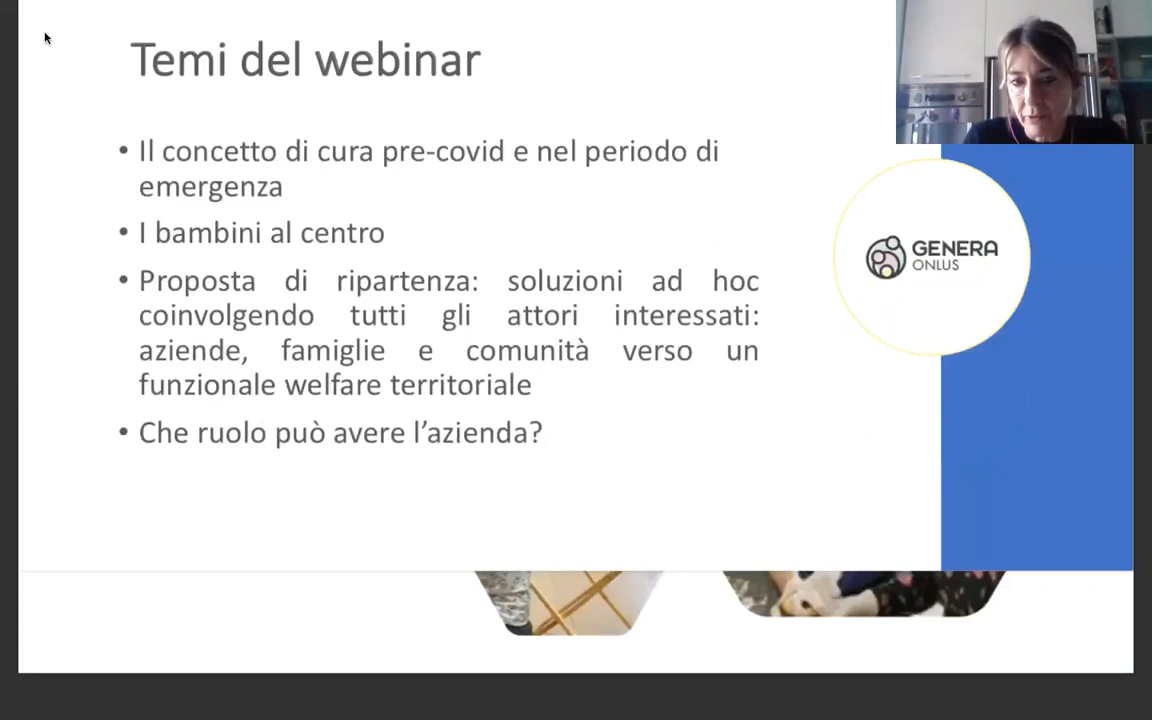 Temi del webinar
• Il concetto di cura pre-covid e nel periodo di
emergenza
• I bambini al centro
• Proposta di ripartenza: soluzioni ad hoc
coinvolgendo tutti gli attori interessati:
aziende, famiglie e comunità verso un
funzionale welfare territoriale
• Che ruolo può avere l’azienda?
GENERA
ONLUS